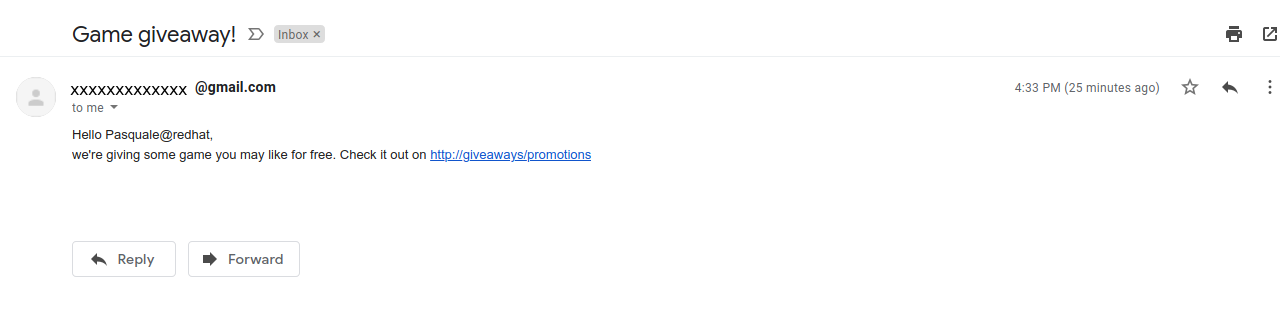 Game giveaway! Inbox ×
xxxxxxxxxxxxx @gmail.com 4:33 PM (25 minutes ago)
to me
Hello Pasquale@redhat,
we're giving some game you may like for free. Check it out on http://giveaways/promotions
Reply Forward